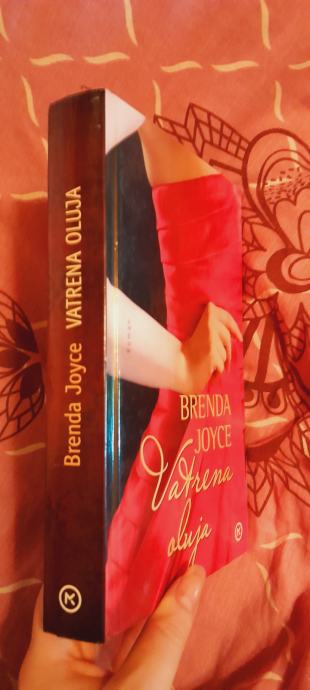 Brenda Joyce VATRENA OLUJA
BRENDA
JOYCE
Vatrena
oluja